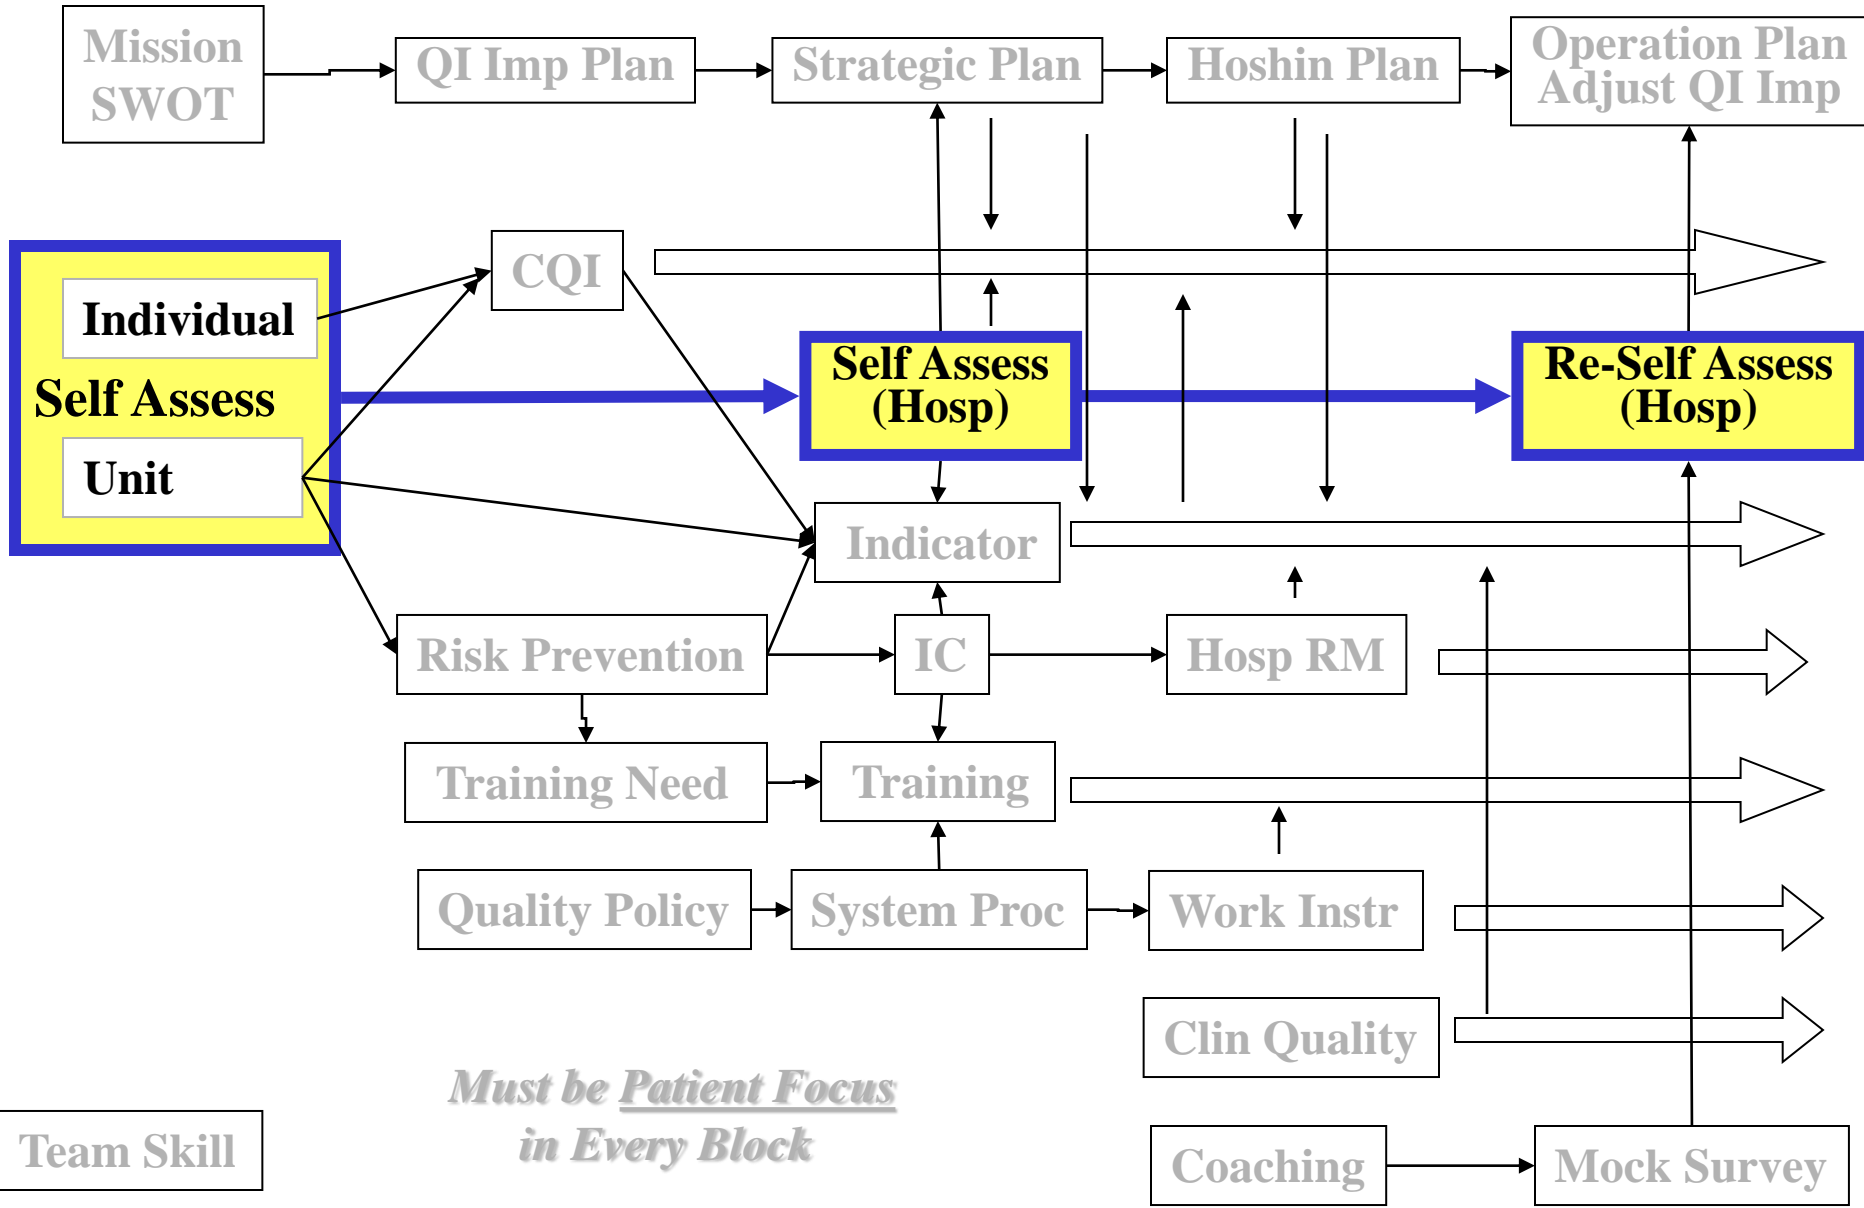 Mission
SWOT
QI Imp Plan
Strategic Plan
Hoshin Plan
Operation Plan
Adjust QI Imp
CQI
Individual
Self Assess
Unit
Self Assess
(Hosp)
Re-Self Assess
(Hosp)
Indicator
Risk Prevention
IC
Hosp RM
Training Need
Training
Quality Policy
System Proc
Work Instr
Clin Quality
Must be Patient Focus
in Every Block
Team Skill
Coaching
Mock Survey